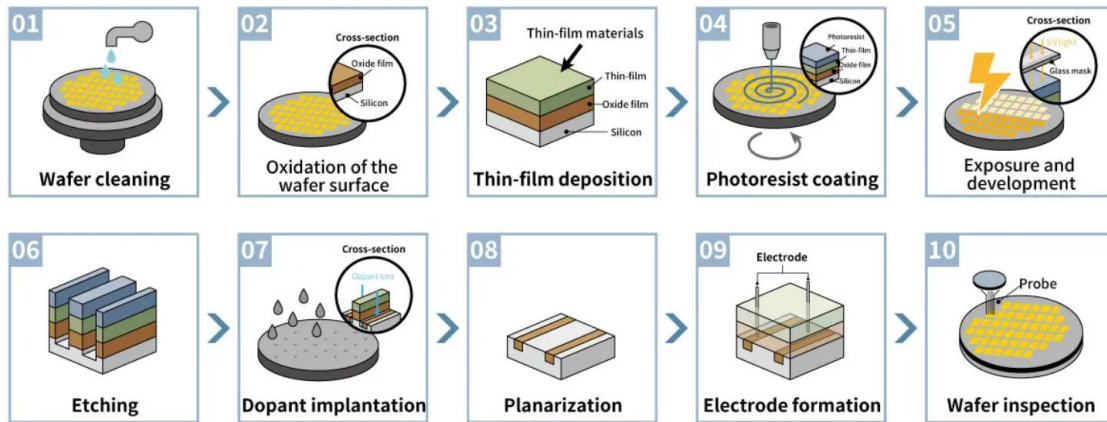 01
Wafer cleaning
02
Cross-section
Oxide film
Silicon
Oxidation of the
wafer surface
03
Thin-film materials
Thin-film
Oxide film
Silicon
Thin-film deposition
04
Photoresist
Thin-film
Oxide film
Silicon
Photoresist coating
05
Cross-section
UV light
Glass mask
Exposure and
development
06
Etching
07
Cross-section
Dopant ions
Dopant implantation
08
Planarization
09
Electrode
Electrode formation
10
Probe
Wafer inspection